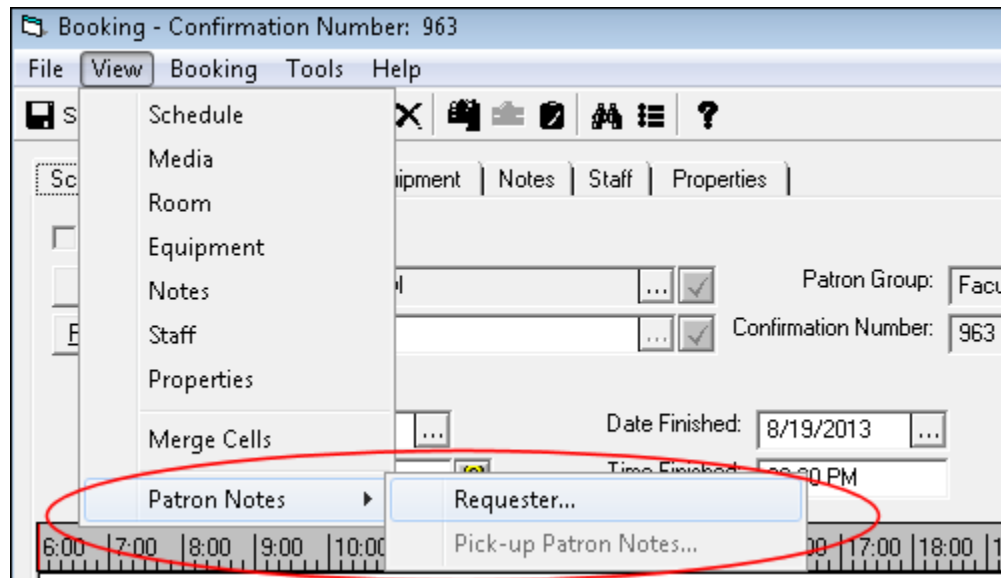 Booking - Confirmation Number: 963
File View Booking Tools Help
S
Schedule
Media
Room
Equipment
Notes
Staff
Properties
Merge Cells
Patron Notes
Requester...
Pick-up Patron Notes...
Sc ipment Notes Staff Properties
... Patron Group: Facu
F ... Confirmation Number: 963
... Date Finished: 8/19/2013 ...
Time Finished: PM
6:00 7:00 8:00 9:00 10:00 17:00 18:00